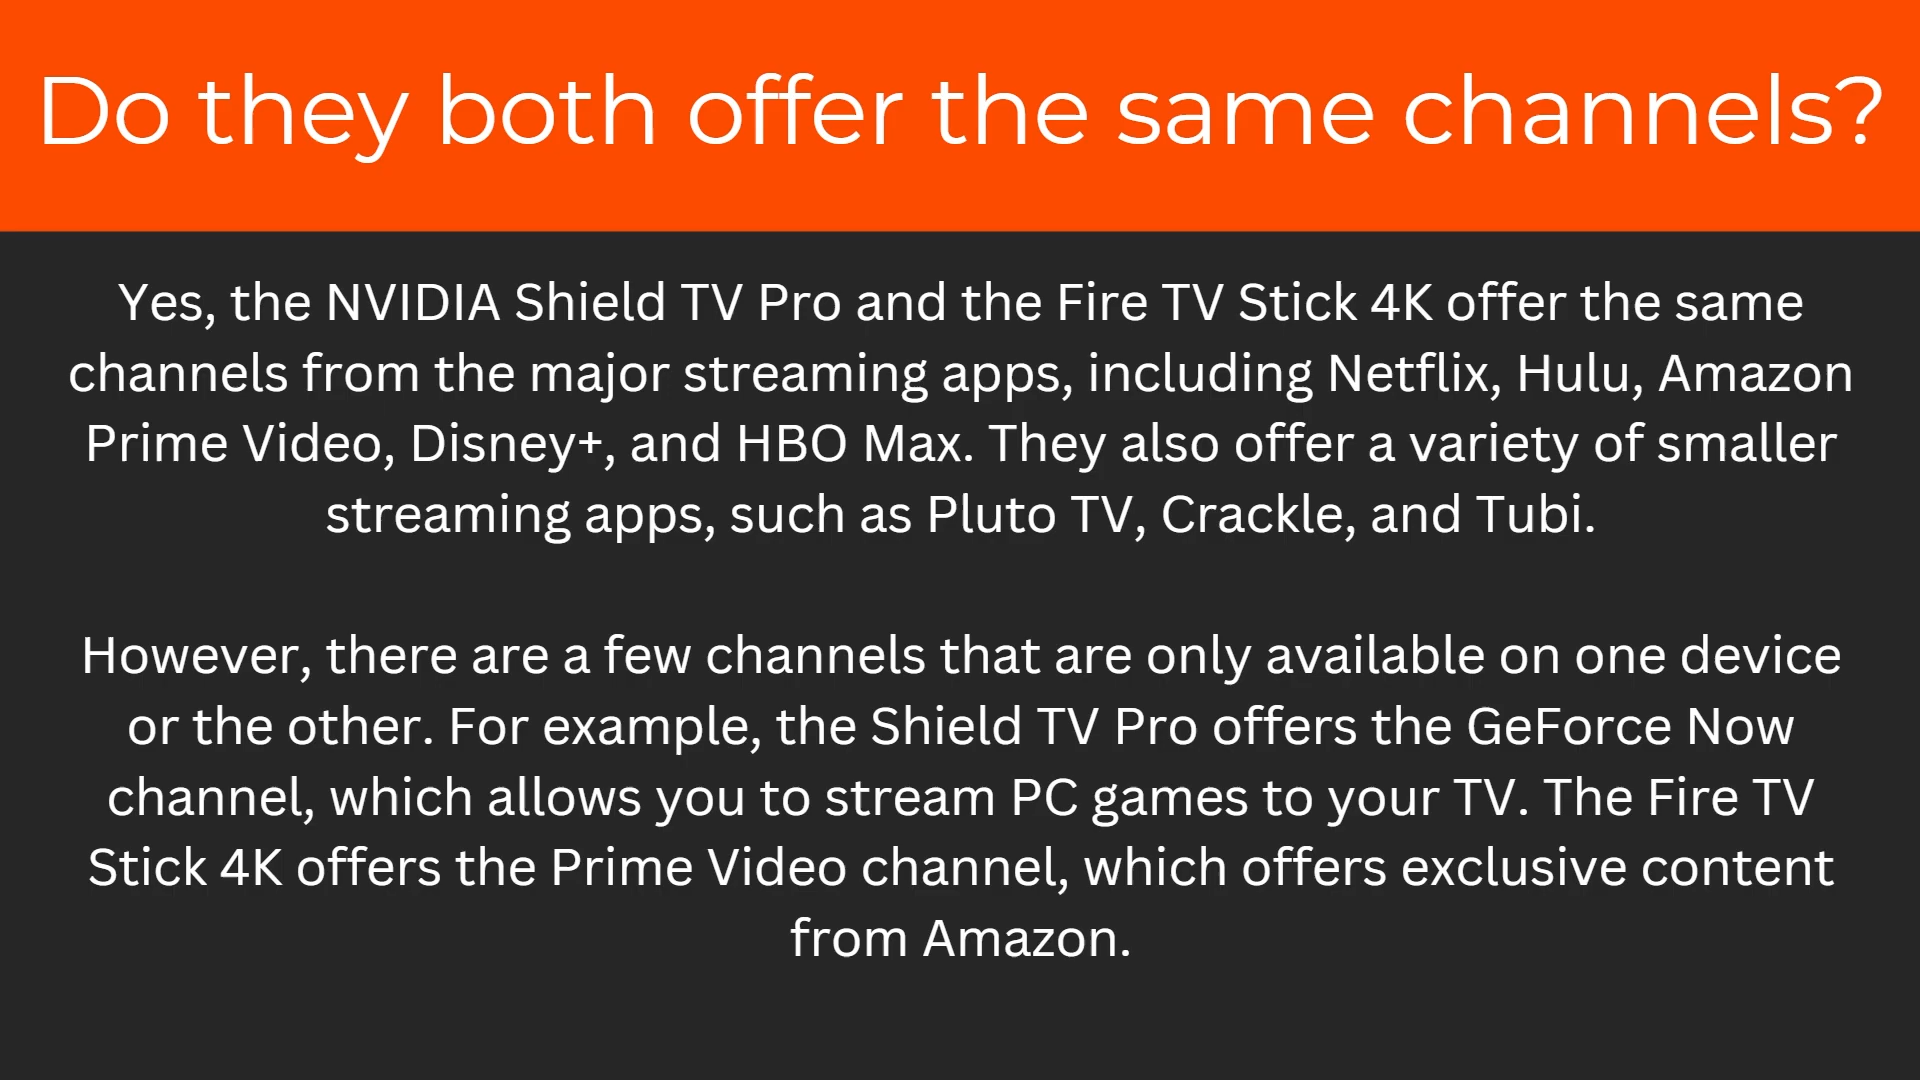 Do they both offer the same channels?
Yes, the NVIDIA Shield TV Pro and the Fire TV Stick 4K offer the same
channels from the major streaming apps, including Netflix, Hulu, Amazon
Prime Video, Disney+, and HBO Max. They also offer a variety of smaller
streaming apps, such as Pluto TV, Crackle, and Tubi.
However, there are a few channels that are only available on one device
or the other. For example, the Shield TV Pro offers the GeForce Now
channel, which allows you to stream PC games to your TV. The Fire TV
Stick 4K offers the Prime Video channel, which offers exclusive content
from Amazon.